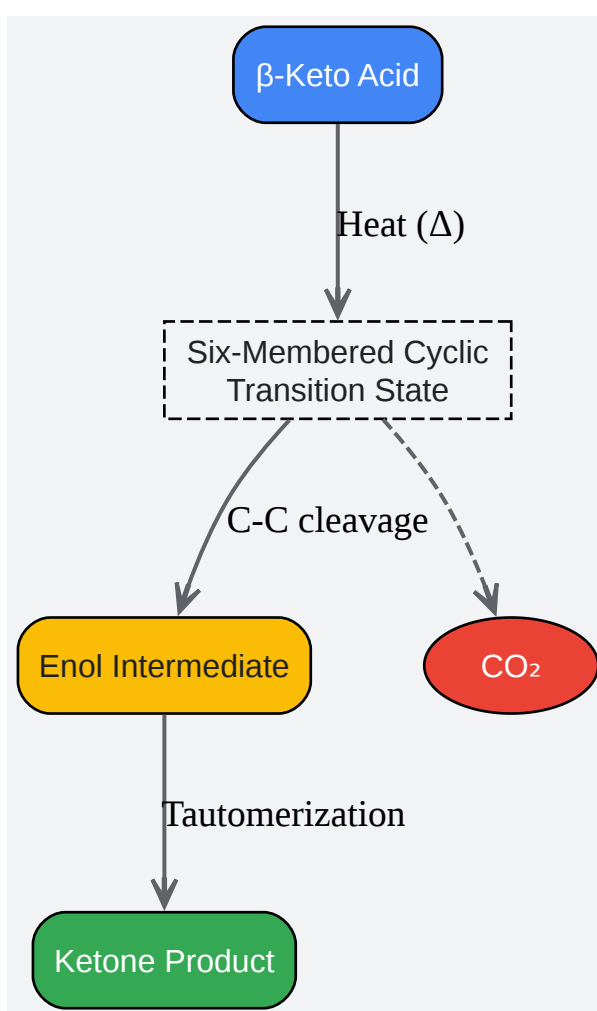 β-Keto Acid
Heat (Δ)
Six-Membered Cyclic
Transition State
C-C cleavage
Enol Intermediate
CO₂
Tautomerization
Ketone Product